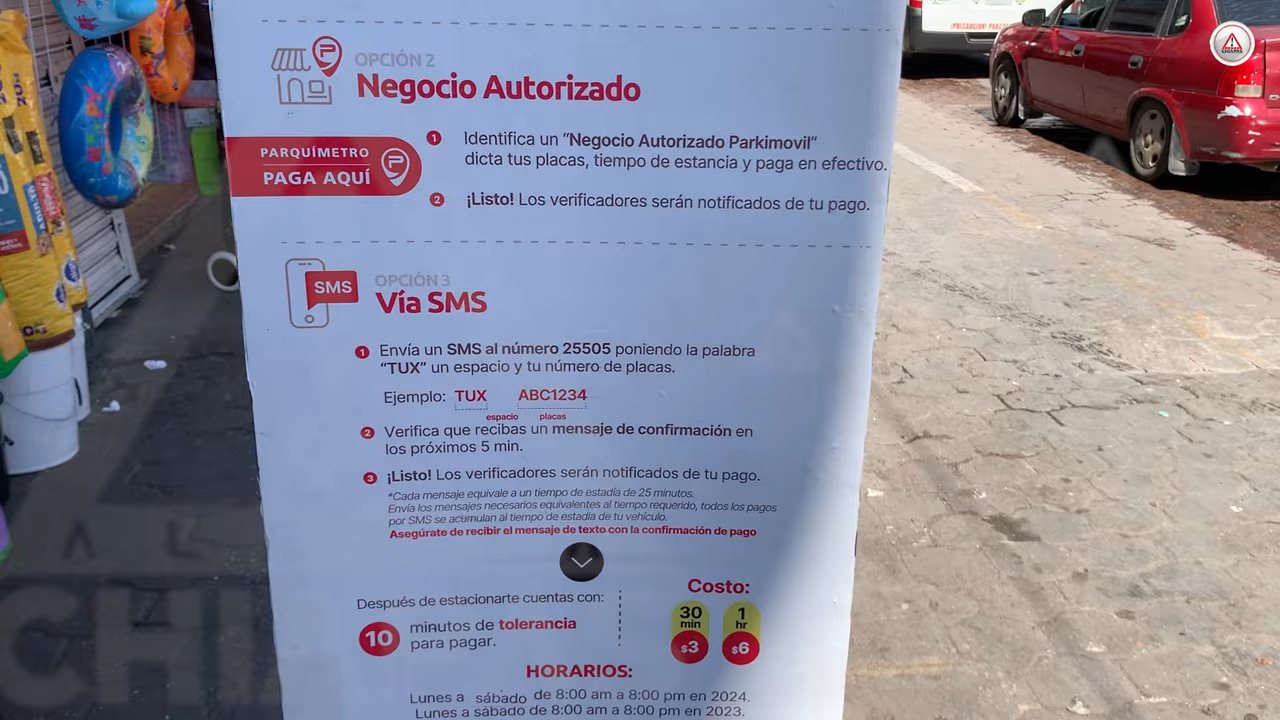 OPCIÓN 2
Negocio Autorizado
PARQUÍMETRO
PAGA AQUÍ
P
1 Identifica un “Negocio Autorizado Parkimovil”
dicta tus placas, tiempo de estancia y paga en efectivo.
2 ¡Listo! Los verificadores serán notificados de tu pago.
OPCIÓN 3
SMS
Vía SMS
1 Envía un SMS al número 25505 poniendo la palabra
“TUX” un espacio y tu número de placas.
Ejemplo: TUX ABC1234
espacio placas
2 Verifica que recibas un mensaje de confirmación en
los próximos 5 min.
3 ¡Listo! Los verificadores serán notificados de tu pago.
*Cada mensaje equivale a un tiempo de estadía de 25 minutos.
Envía los mensajes necesarios equivalentes al tiempo requerido, todos los pagos
por SMS se acumulan al tiempo de estadia de tu vehículo.
Asegúrate de recibir el mensaje de texto con la confirmación de pago
Después de estacionarte cuentas con:
10 minutos de tolerancia
para pagar.
Costo:
30 min $3
1 hr $6
HORARIOS:
Lunes a sábado de 8:00 am a 8:00 pm en 2024.
Lunes a sábado de 8:00 am a 8:00 pm en 2023.
CHIAPAS